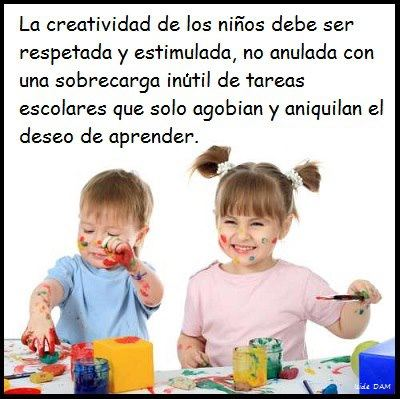 La creatividad de los niños debe ser
respetada y estimulada, no anulada con
una sobrecarga inútil de tareas
escolares que solo agobian y aniquilan el
deseo de aprender.